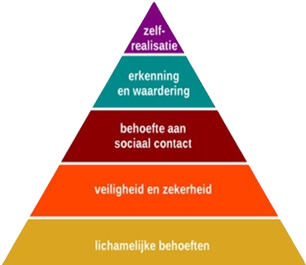 zelf-
realisatie
erkenning
en waardering
behoefte aan
sociaal contact
veiligheid en zekerheid
lichamelijke behoeften